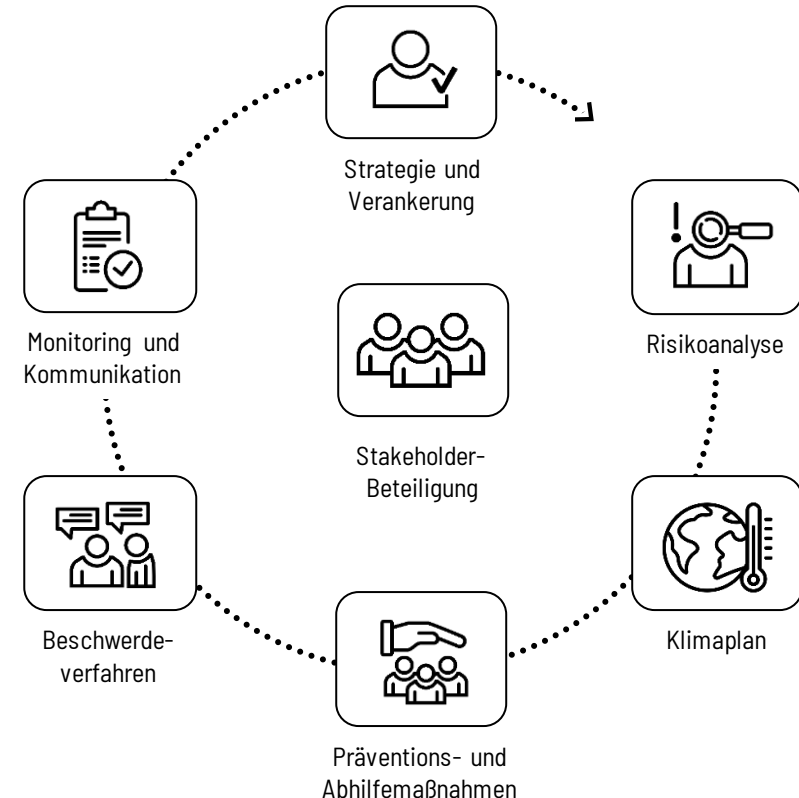 Strategie und
Verankerung
Risikoanalyse
Klimaplan
Präventions- und
Abhilfemaßnahmen
Beschwerde-
verfahren
Monitoring und
Kommunikation
Stakeholder-
Beteiligung